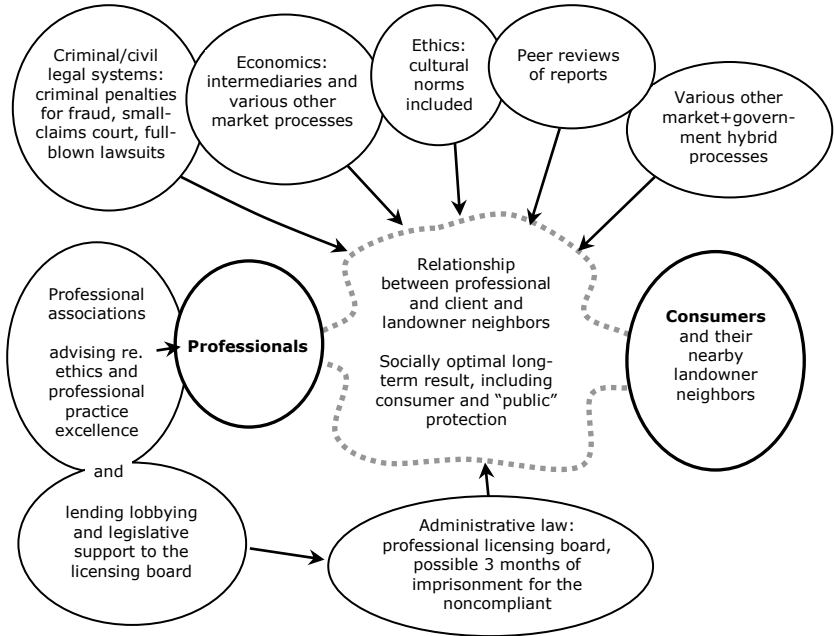 Criminal/civil
legal systems:
criminal penalties
for fraud, small-
claims court, full-
blown lawsuits
Economics:
intermediaries and
various other
market processes
Ethics:
cultural
norms
included
Peer reviews
of reports
Various other
market+govern-
ment hybrid
processes
Professional
associations
advising re.
ethics and
professional
practice
excellence
and
lending lobbying
and legislative
support to the
licensing board
Professionals
Relationship
between professional
and client and
landowner neighbors
Socially optimal long-
term result, including
consumer and “public”
protection
Consumers
and their
nearby
landowner
neighbors
Administrative law:
professional licensing board,
possible 3 months of
imprisonment for the
noncompliant